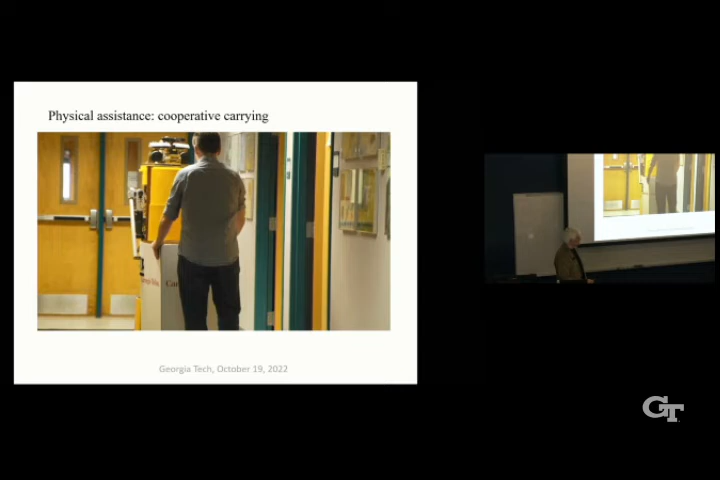 Physical assistance: cooperative carrying
Georgia Tech, October 19, 2022
GT